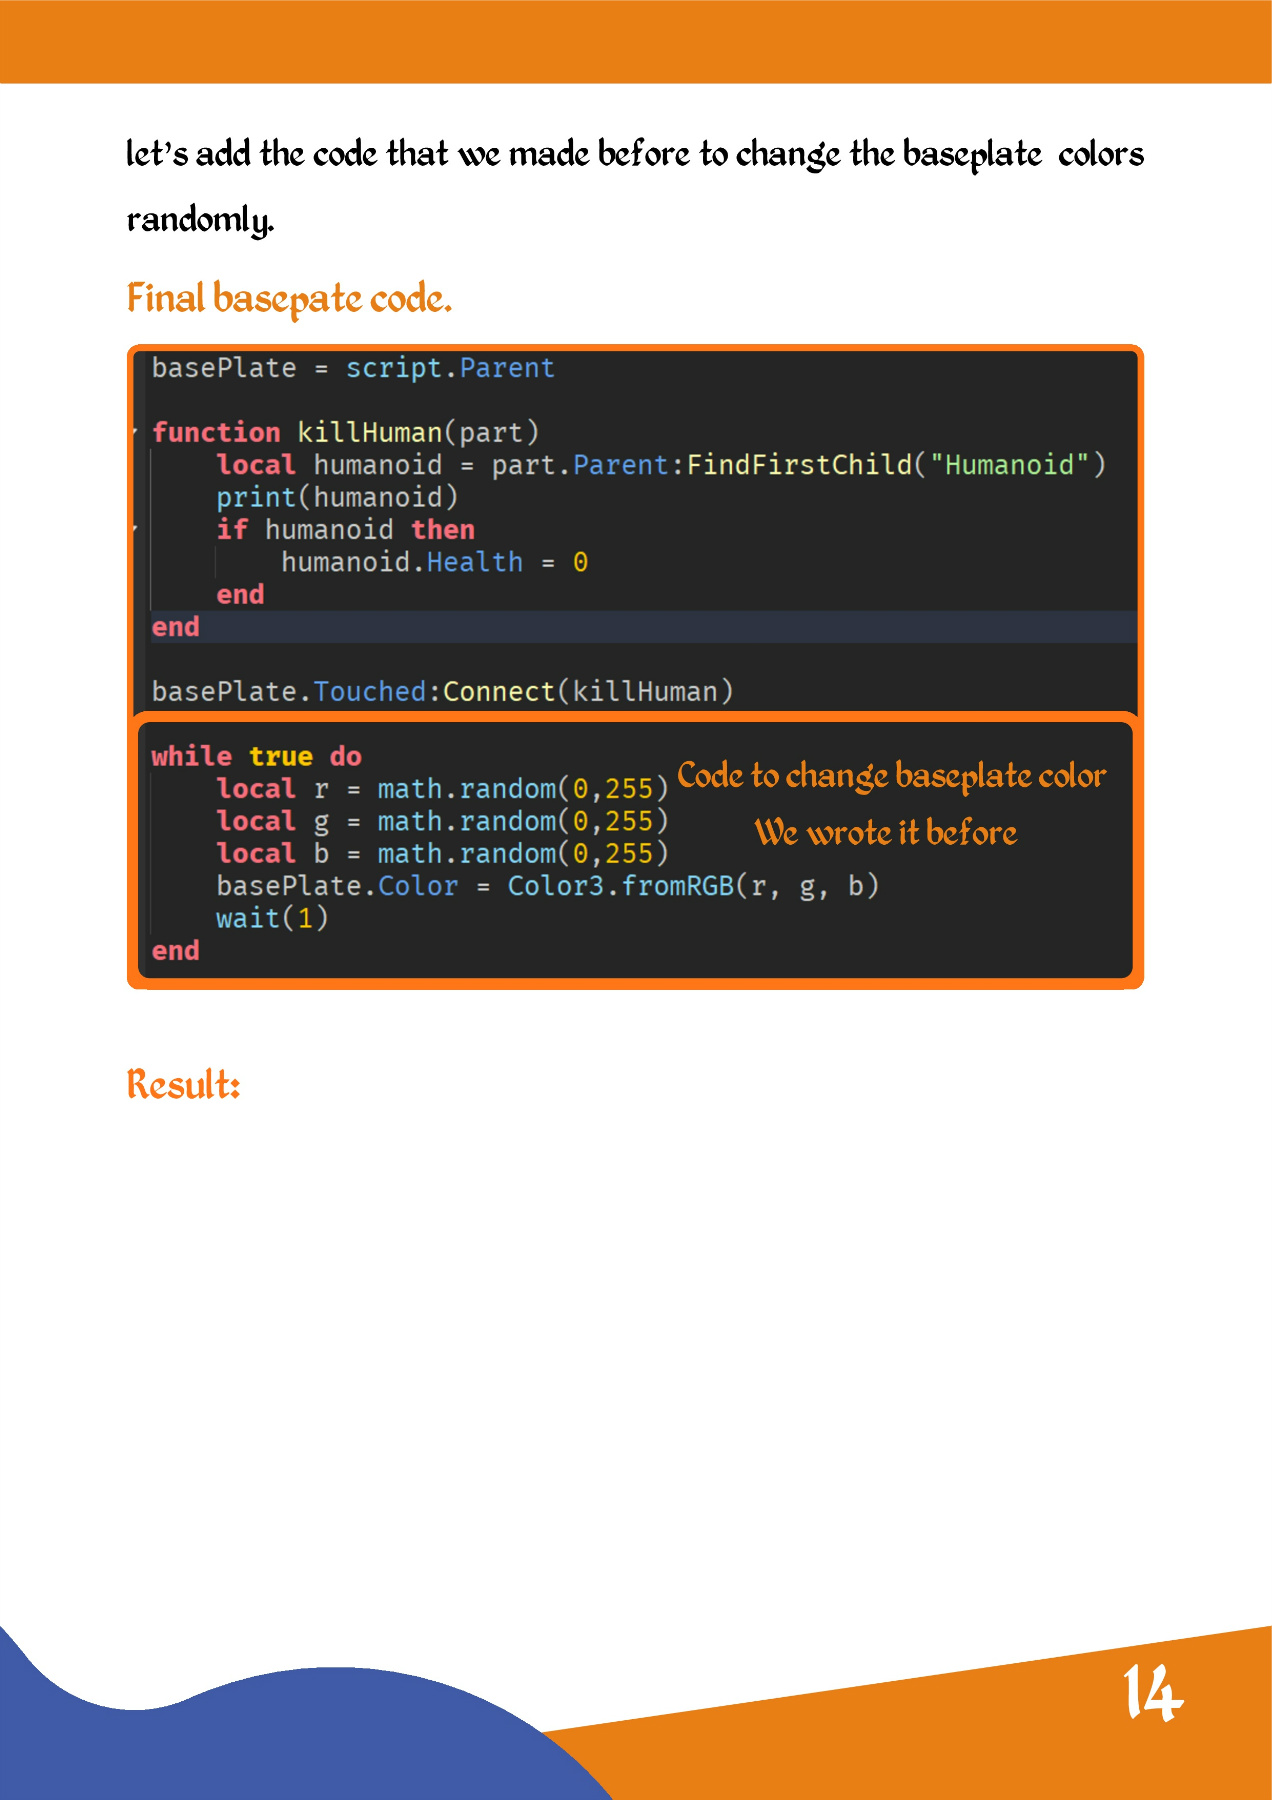 let's add the code that we made before to change the baseplate colors
randomly.
Final basepate code.
basePlate = script.Parent
function killHuman(part)
    local humanoid = part.Parent:FindFirstChild("Humanoid")
    print(humanoid)
    if humanoid then
        humanoid.Health = 0
    end
end
basePlate.Touched:Connect(killHuman)
while true do
    local r = math.random(0,255)
    local g = math.random(0,255)
    local b = math.random(0,255)
    basePlate.Color = Color3.fromRGB(r, g, b)
    wait(1)
end
Code to change baseplate color
We wrote it before
Result:
14